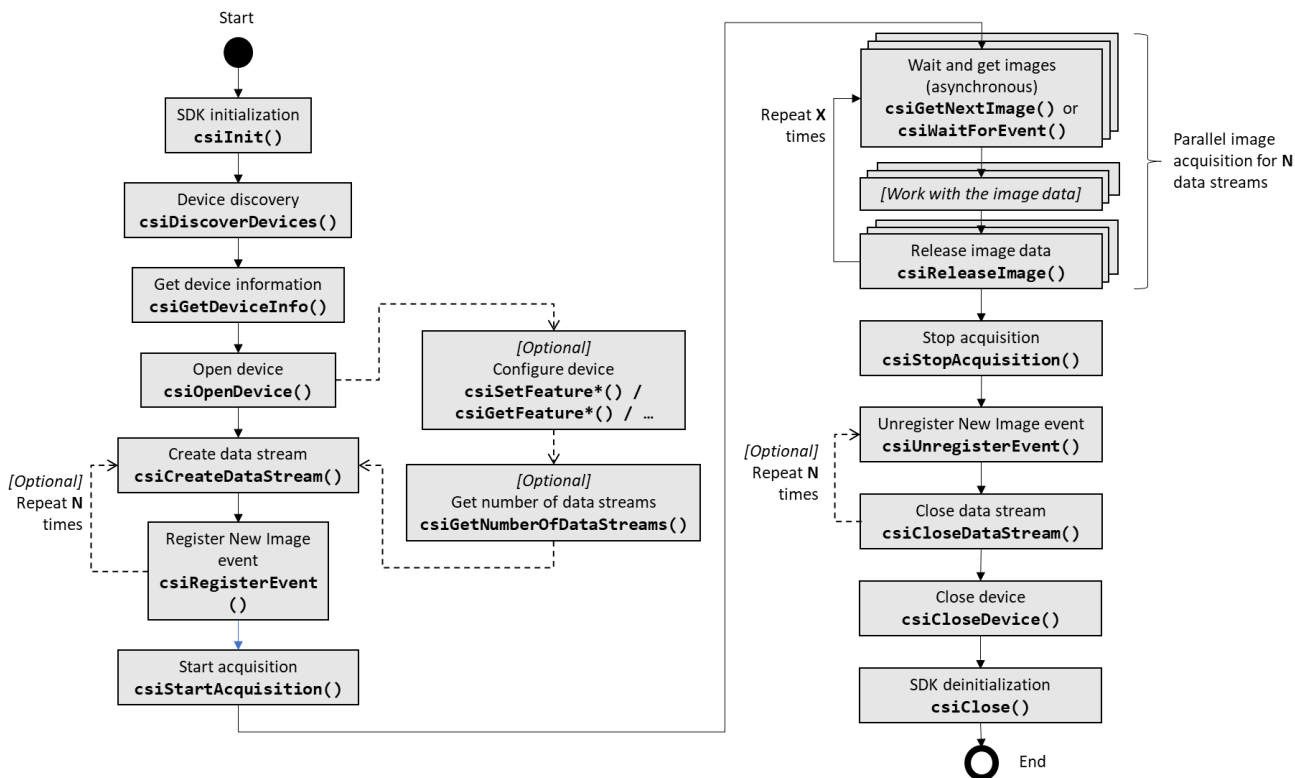 Start
SDK initialization
csiInit()
Device discovery
csiDiscoverDevices()
Get device information
csiGetDeviceInfo()
Open device
csiOpenDevice()
[Optional]
Configure device
csiSetFeature*() /
csiGetFeature*() / …
[Optional]
Get number of data streams
csiGetNumberOfDataStreams()
Create data stream
csiCreateDataStream()
[Optional]
Repeat N
times
Register New Image
event
csiRegisterEvent
()
Start acquisition
csiStartAcquisition()
Wait and get images
(asynchronous)
csiGetNextImage() or
csiWaitForEvent()
Repeat X
times
[Work with the image data]
Release image data
csiReleaseImage()
Parallel image
acquisition for N
data streams
Stop acquisition
csiStopAcquisition()
Unregister New Image event
csiUnregisterEvent()
[Optional]
Repeat N
times
Close data stream
csiCloseDataStream()
Close device
csiCloseDevice()
SDK deinitialization
csiClose()
End